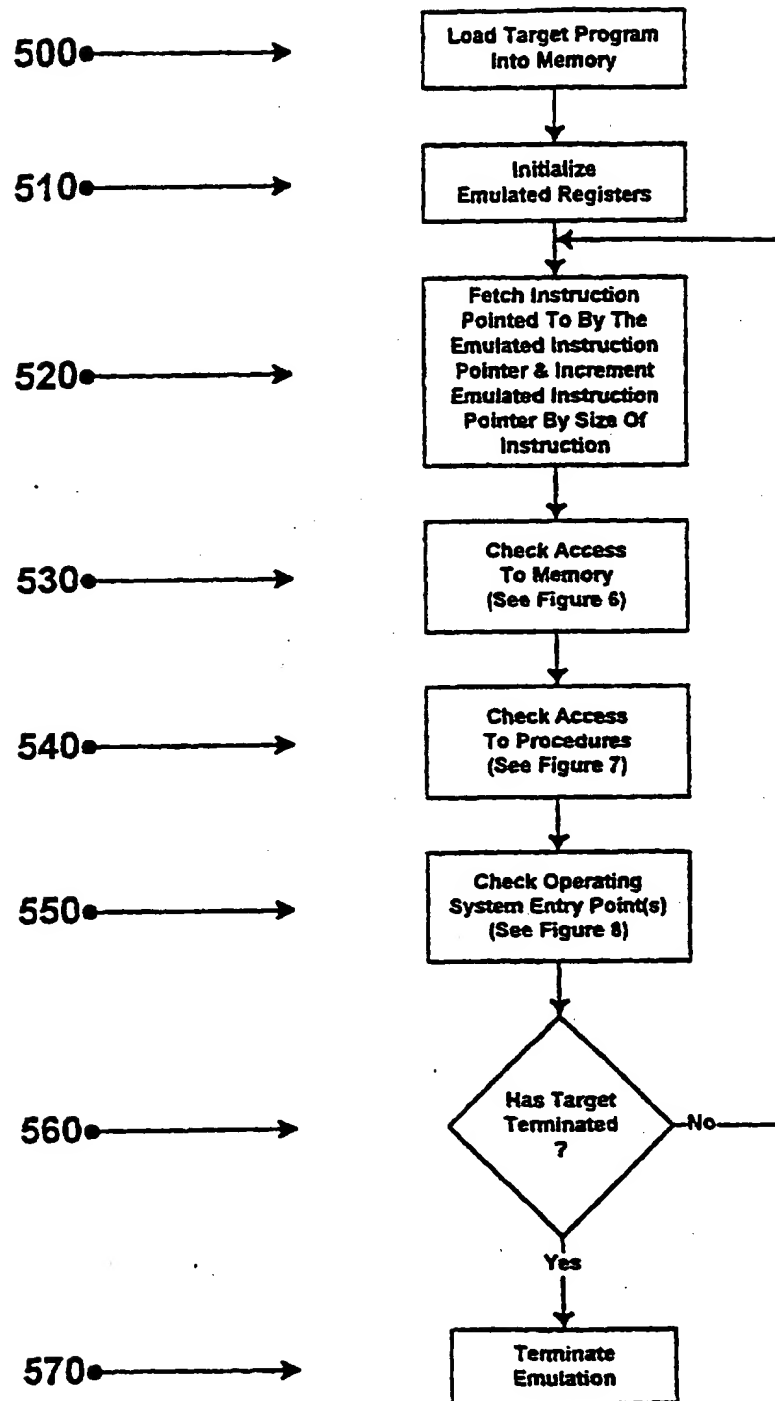 500
Load Target Program
Into Memory
510
Initialize
Emulated Registers
520
Fetch Instruction
Pointed To By The
Emulated Instruction
Pointer & Increment
Emulated Instruction
Pointer By Size Of
Instruction
530
Check Access
To Memory
(See Figure 6)
540
Check Access
To Procedures
(See Figure 7)
550
Check Operating
System Entry Point(s)
(See Figure 8)
560
Has Target
Terminated
?
No
Yes
570
Terminate
Emulation